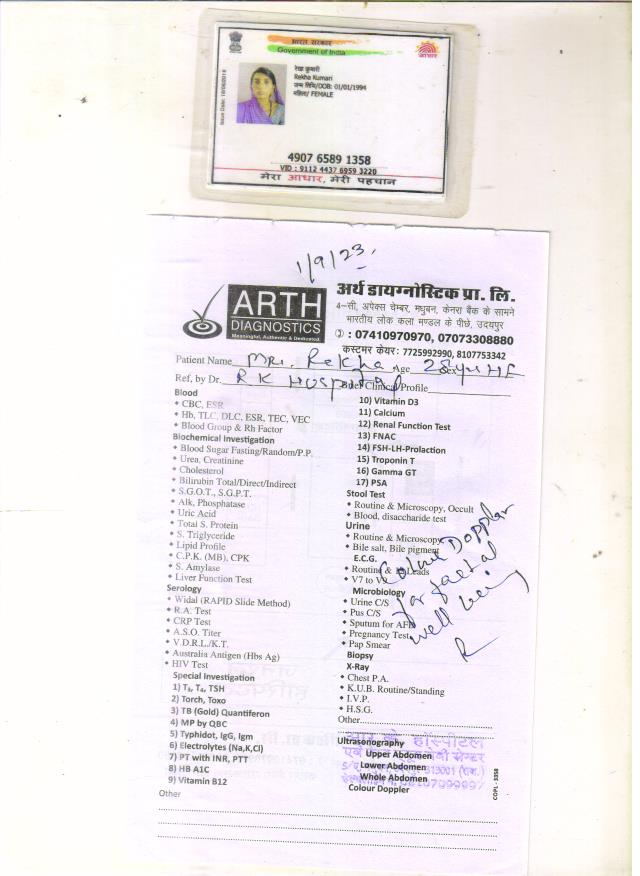 भारत सरकार
Government of India
आधार
Issue Date:
रेखा कुमारी
Rekha Kumari
जन्म तिथि/DOB: 01/01/1994
महिला/ FEMALE
4907 6589 1358
VID : 9112 4437 6959 3220
मेरा आधार, मेरी पहचान
1/9/23
ARTH
DIAGNOSTICS
Meaningful, Authentic & Dedicated.
अर्थ डायग्नोस्टिक प्रा. लि.
4-सी, अपेक्स चेम्बर, मधुबन, केनरा बैंक के सामने
भारतीय लोक कला मण्डल के पीछे, उदयपुर
: 07410970970, 07073308880
कस्टमर केयर: 7725992990, 8107753342
Patient Name Mrs. Rekha Age 28 Sex
Ref, by Dr. R K Hospital Brief Clinical Profile
Blood
CBC, ESR
Hb, TLC, DLC, ESR, TEC, VEC
Blood Group & Rh Factor
Biochemical Investigation
Blood Sugar Fasting/Random/P.P.
Urea, Creatinine
Cholesterol
Bilirubin Total/Direct/Indirect
S.G.O.T., S.G.P.T.
Alk, Phosphatase
Uric Acid
Total S. Protein
S. Triglyceride
Lipid Profile
C.P.K. (MB), CPK
S. Amylase
Liver Function Test
Serology
Widal (RAPID Slide Method)
R.A. Test
CRP Test
A.S.O. Titer
V.D.R.L./K.T.
Australia Antigen (Hbs Ag)
HIV Test
Special Investigation
1) T₃, T₄, TSH
2) Torch, Toxo
3) TB (Gold) Quantiferon
4) MP by QBC
5) Typhidot, IgG, Igm
6) Electrolytes (Na,K,Cl)
7) PT with INR, PTT
8) HB A1C
9) Vitamin B12
10) Vitamin D3
11) Calcium
12) Renal Function Test
13) FNAC
14) FSH-LH-Prolaction
15) Troponin T
16) Gamma GT
17) PSA
Stool Test
Routine & Microscopy, Occult
Blood, disaccharide test
Urine
Routine & Microscopy
Bile salt, Bile pigment
E.C.G.
Routine & Leads
V7 to V9
Microbiology
Urine C/S
Pus C/S
Sputum for AFB
Pregnancy Test
Pap Smear
Biopsy
X-Ray
Chest P.A.
K.U.B. Routine/Standing
I.V.P.
H.S.G.
Other
Ultrasonography
Upper Abdomen
Lower Abdomen
Whole Abdomen
Colour Doppler
Colour Doppler
for faetal
well being
आर के हॉस्पीटल
COPL - 3358
Other